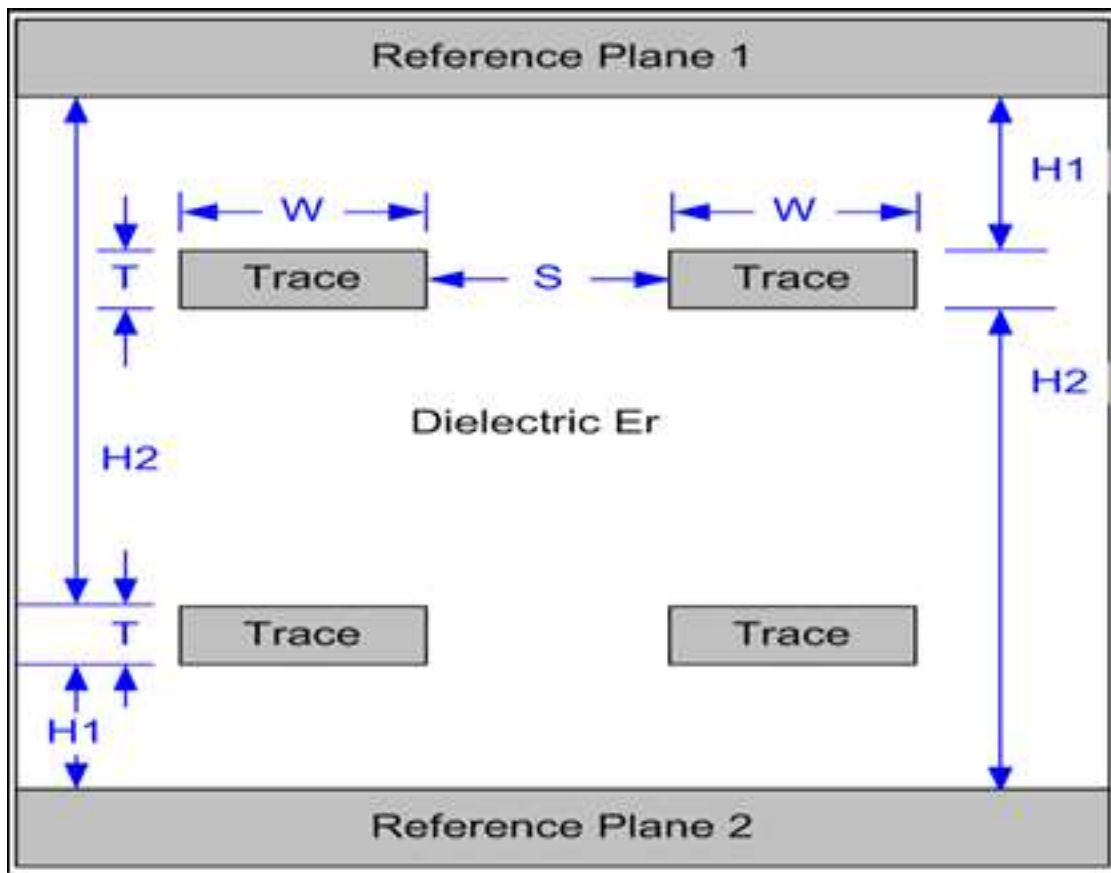 Reference Plane 1
H1
W
W
T
Trace
S
Trace
H2
Dielectric Er
H2
T
Trace
Trace
H1
Reference Plane 2